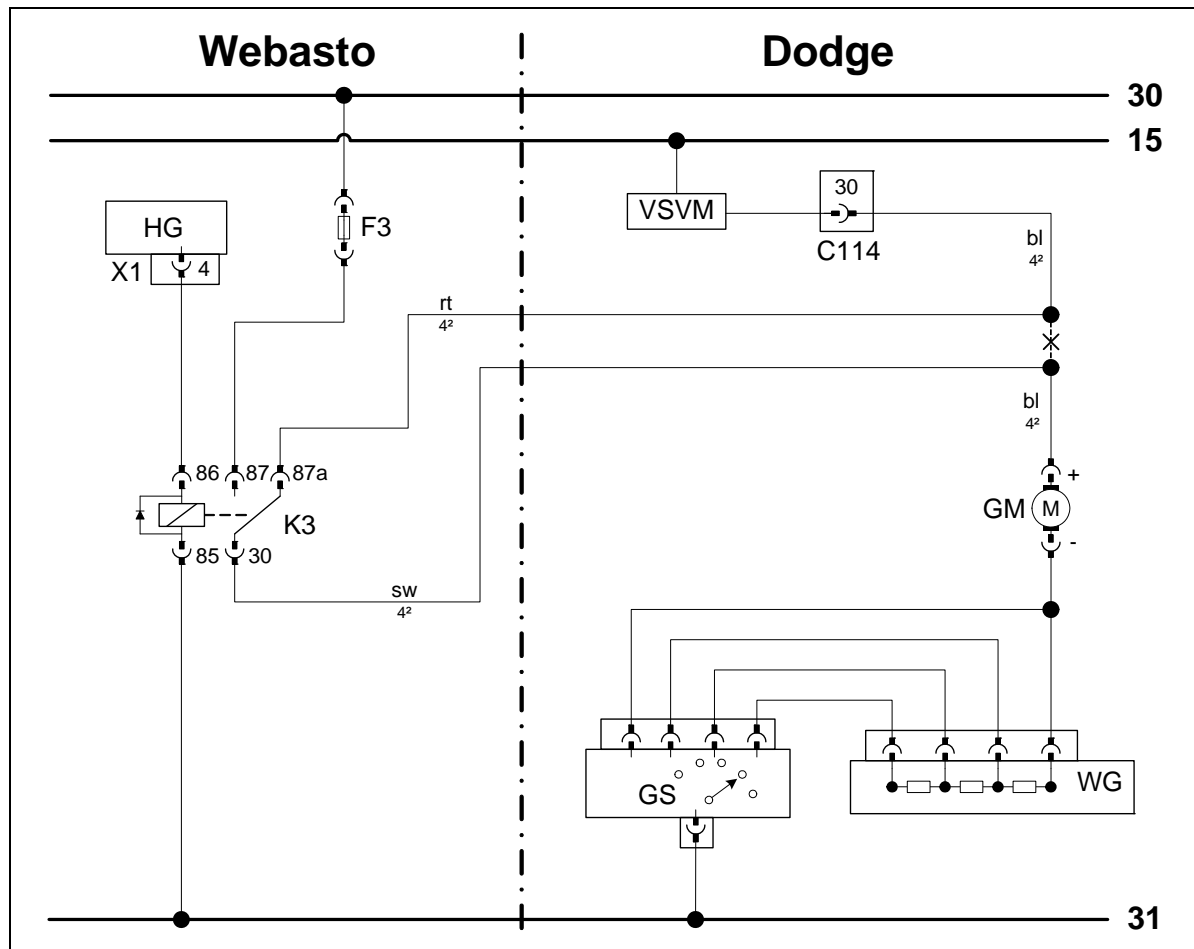 Webasto
Dodge
30
15
HG
X1
4
F3
VSVM
30
C114
bl
4²
rt
4²
bl
4²
86
87
87a
K3
85
30
sw
4²
+
GM
M
-
GS
WG
31